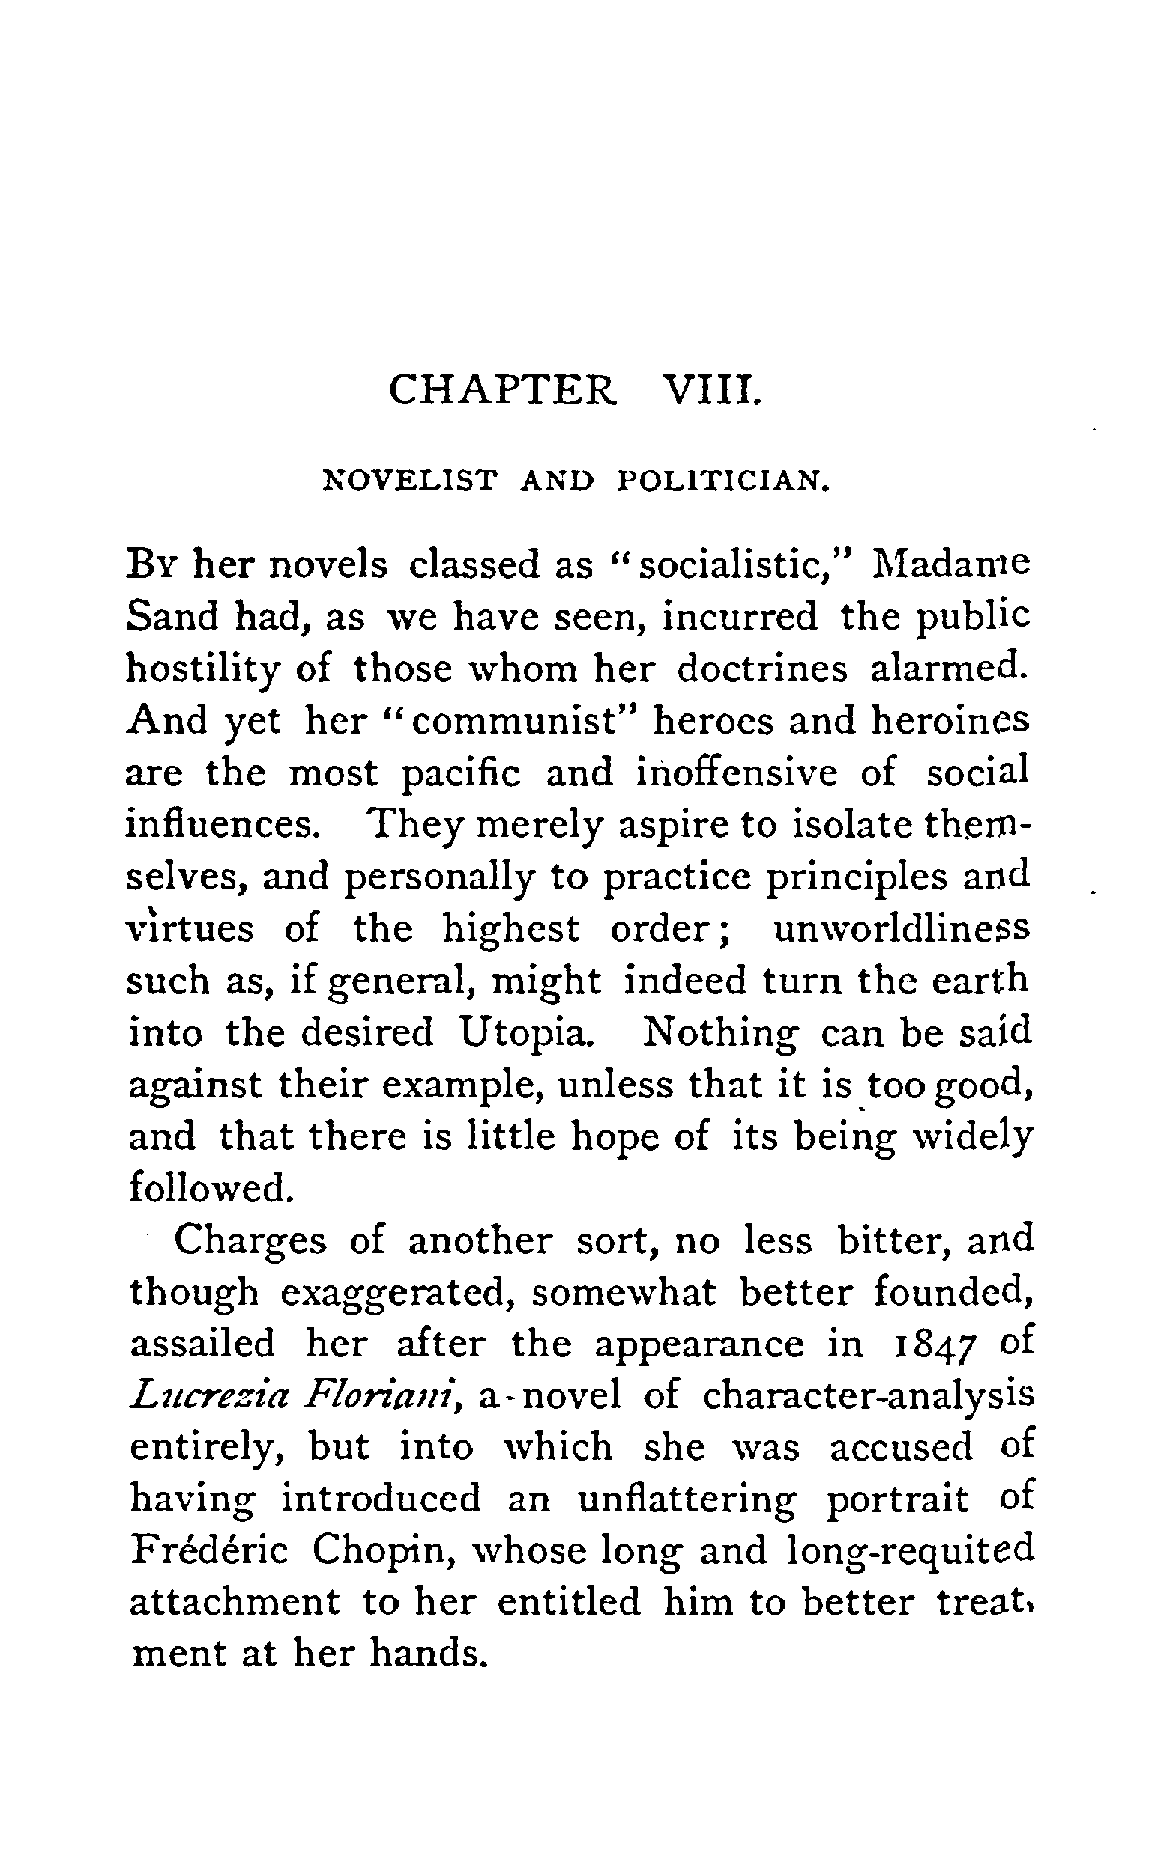 CHAPTER VIII.
NOVELIST AND POLITICIAN.
By her novels classed as "socialistic," Madame
Sand had, as we have seen, incurred the public
hostility of those whom her doctrines alarmed.
And yet her "communist" heroes and heroines
are the most pacific and inoffensive of social
influences. They merely aspire to isolate them-
selves, and personally to practice principles and
virtues of the highest order; unworldliness
such as, if general, might indeed turn the earth
into the desired Utopia. Nothing can be said
against their example, unless that it is too good,
and that there is little hope of its being widely
followed.
Charges of another sort, no less bitter, and
though exaggerated, somewhat better founded,
assailed her after the appearance in 1847 of
Lucrezia Floriani, a novel of character-analysis
entirely, but into which she was accused of
having introduced an unflattering portrait of
Frédéric Chopin, whose long and long-requited
attachment to her entitled him to better treat-
ment at her hands.